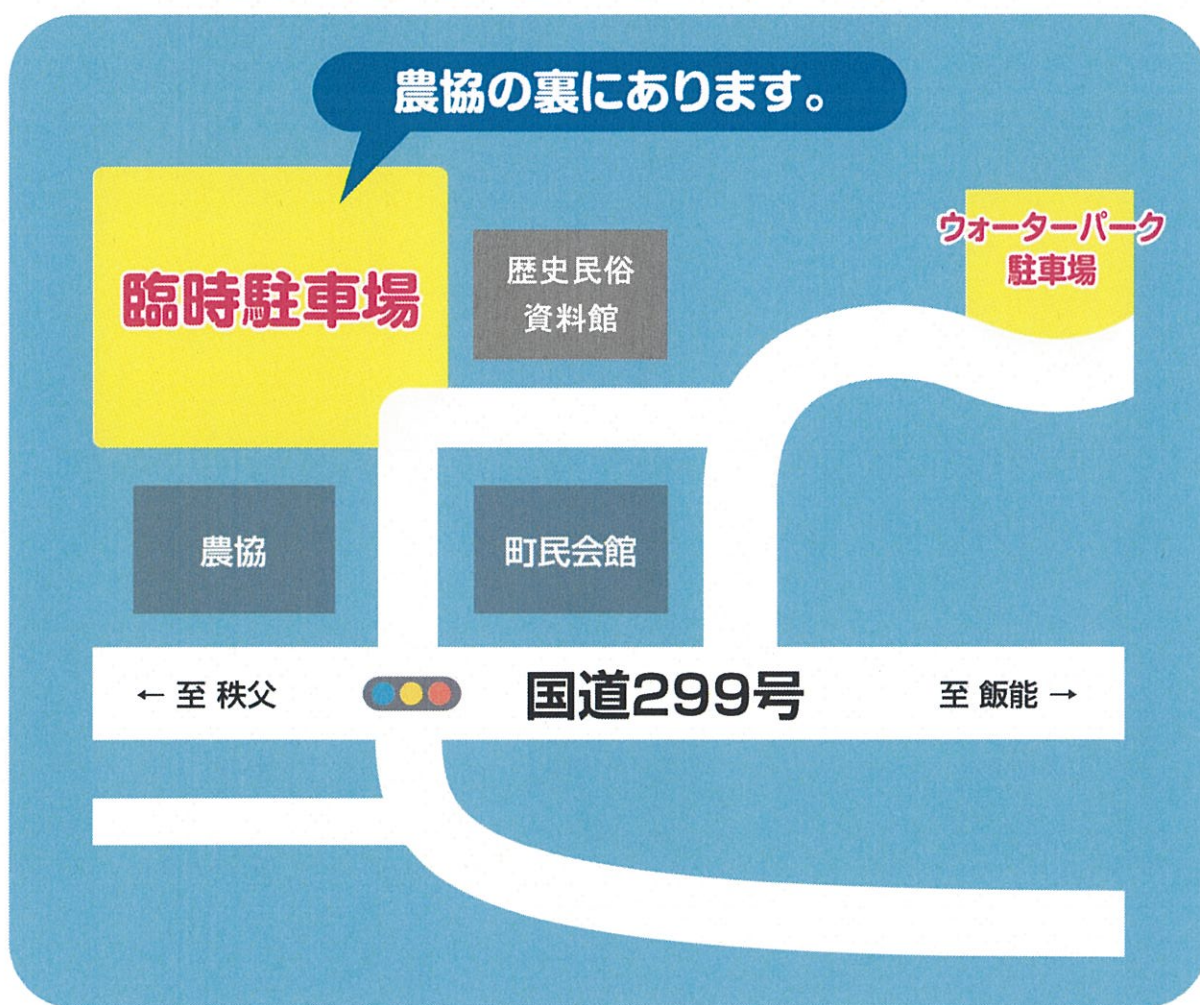 農協の裏にあります。
臨時駐車場
歴史民俗
資料館
ウォーターパーク
駐車場
農協
町民会館
← 至 秩父
国道299号
至 飯能 →